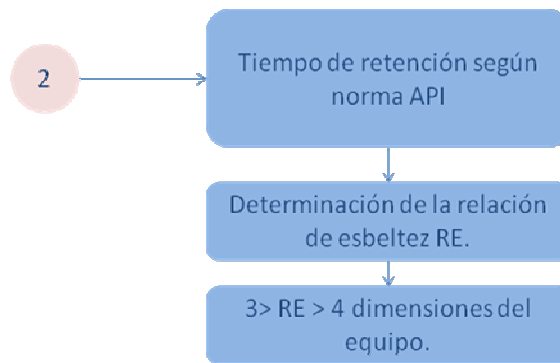 2
Tiempo de retención según
norma API
Determinación de la relación
de esbeltez RE.
3> RE > 4 dimensiones del
equipo.